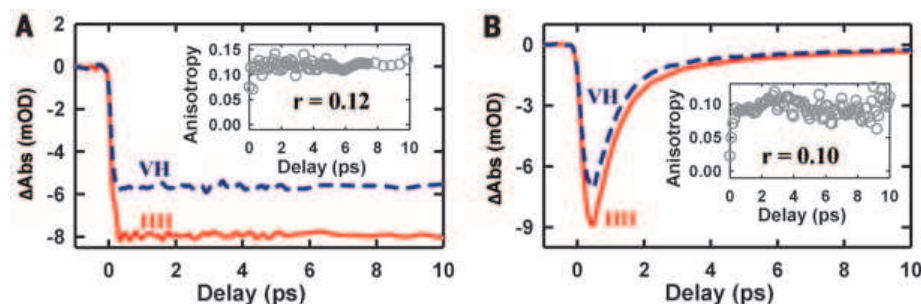 A
2
0
-2
-4
-6
-8
ΔAbs (mOD)
VH
HH
0.15
0.10
0.05
0.00
Anisotropy
r = 0.12
0 2 4 6 8 10
Delay (ps)
0 2 4 6 8 10
Delay (ps)
B
0
-3
-6
-9
ΔAbs (mOD)
VH
HH
0.10
0.05
0.00
Anisotropy
r = 0.10
0 2 4 6 8 10
Delay (ps)
0 2 4 6 8 10
Delay (ps)